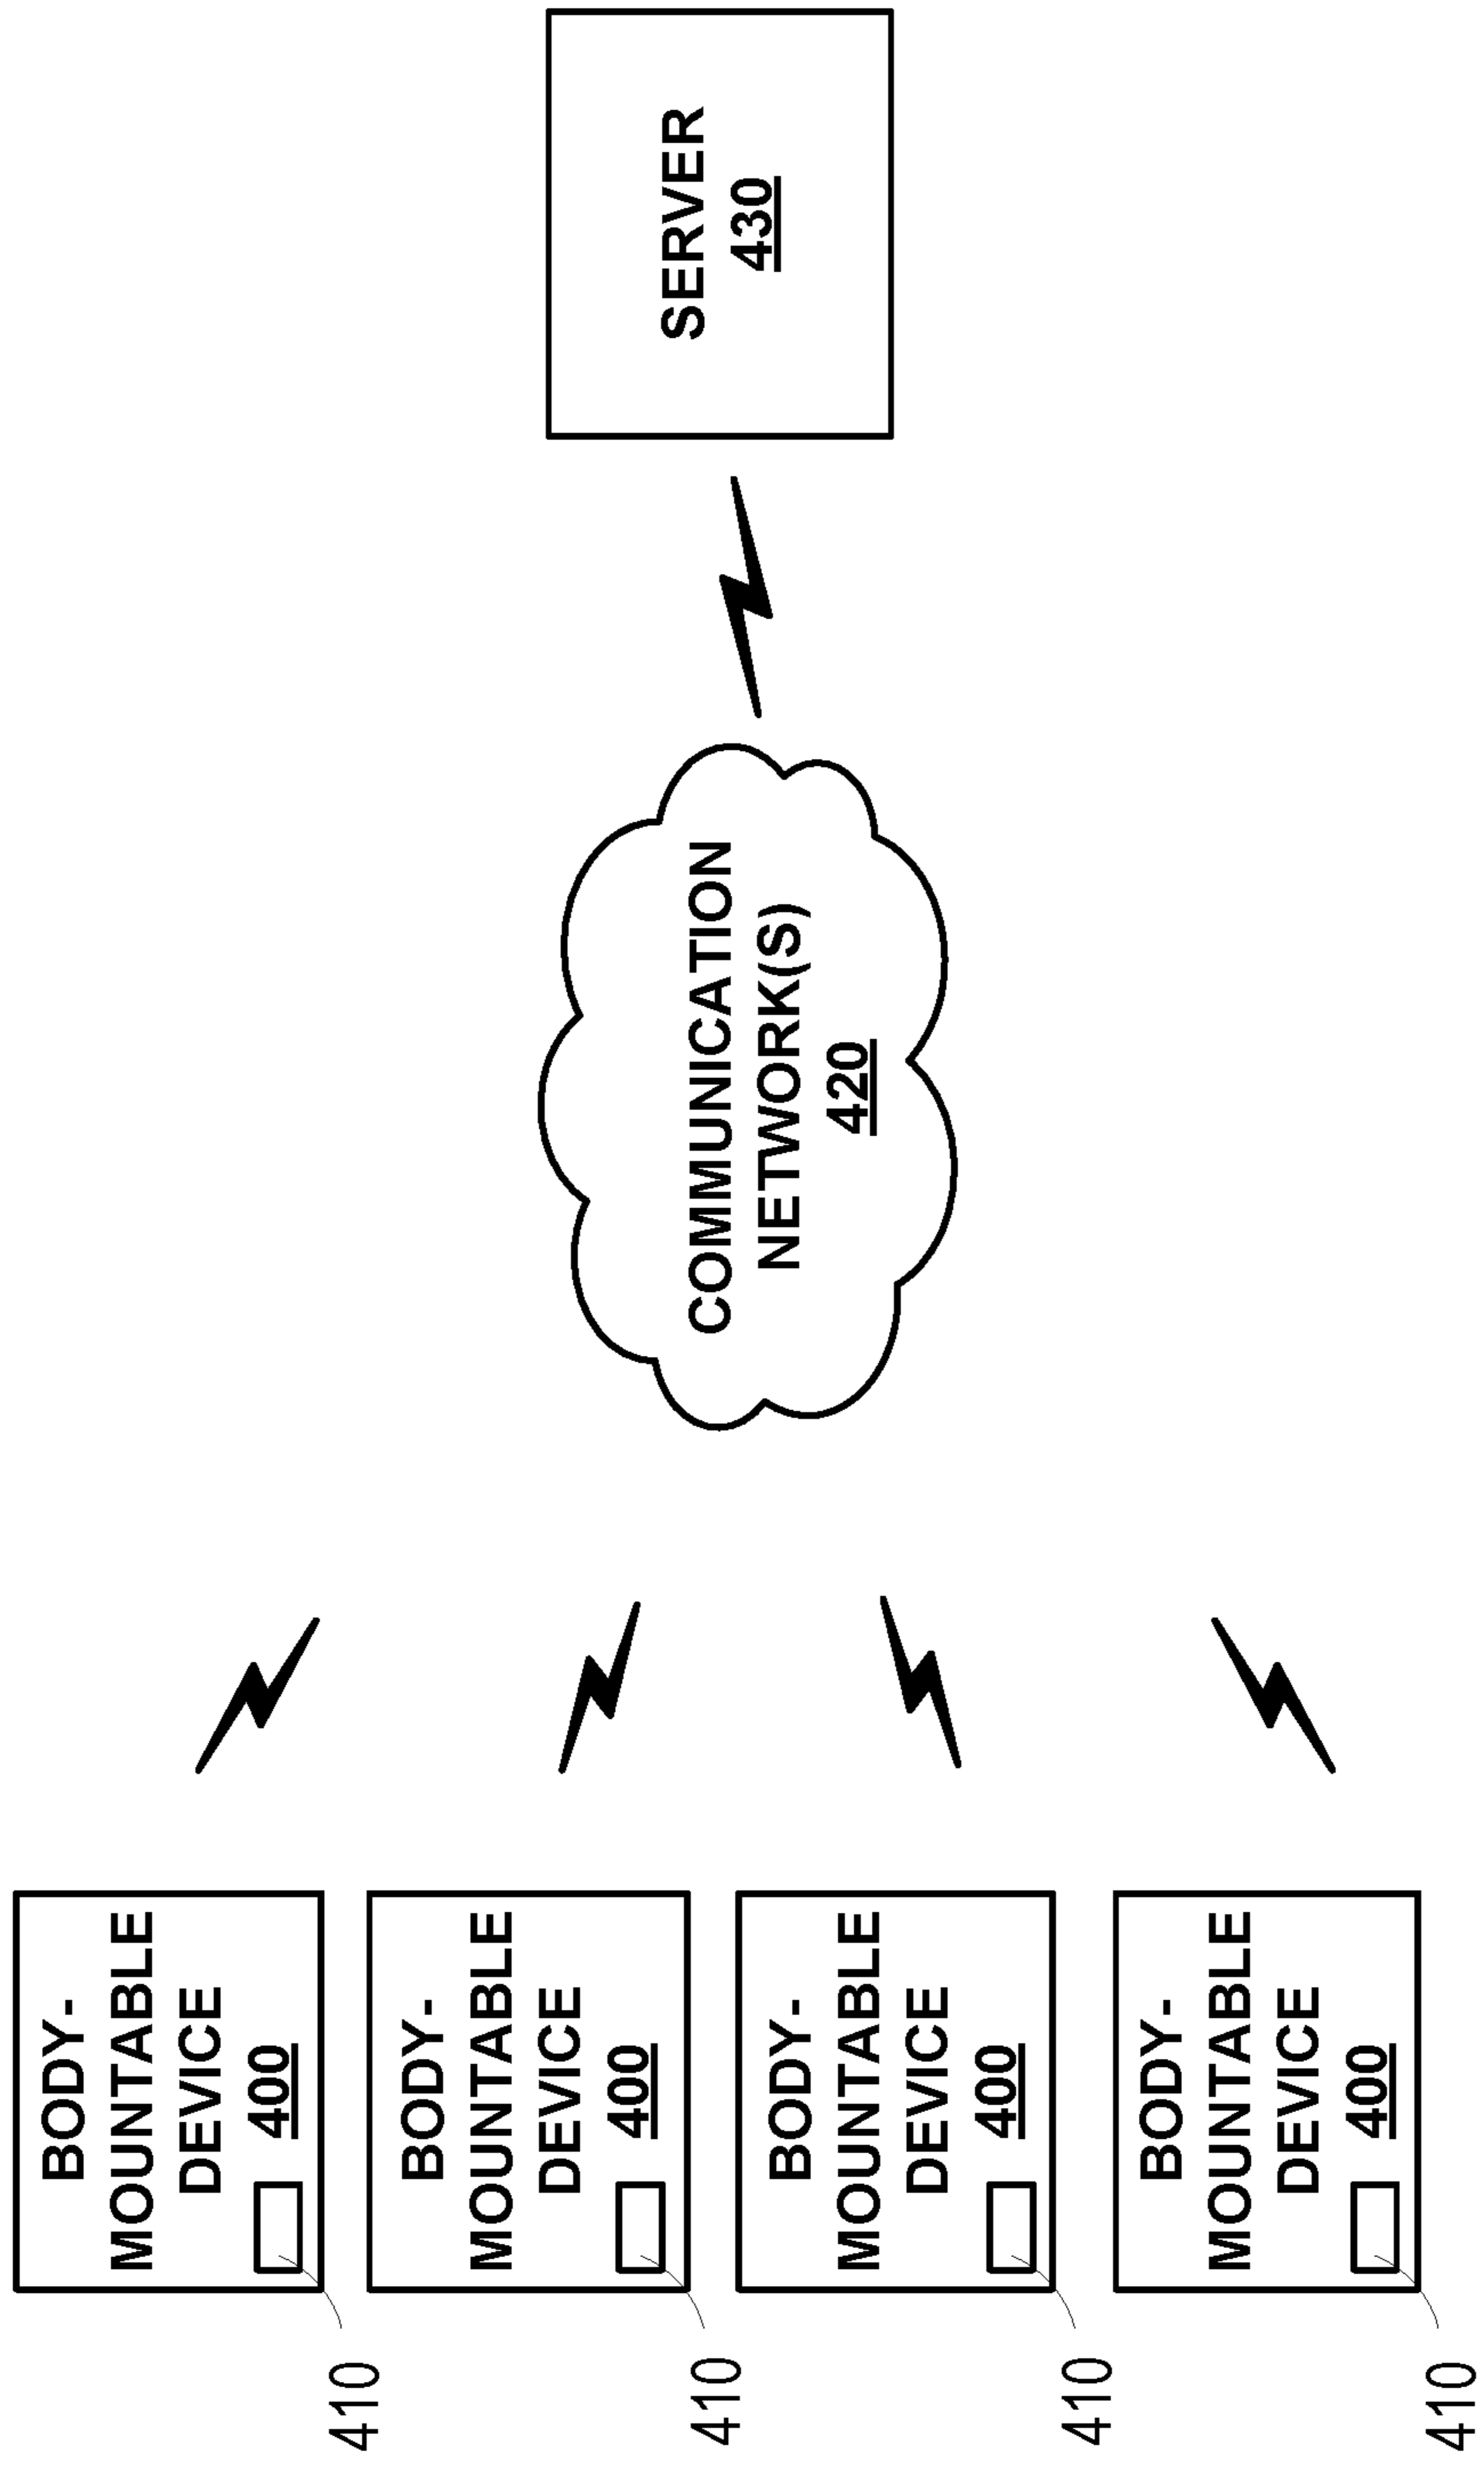 BODY-
MOUNTABLE
DEVICE
400
410
BODY-
MOUNTABLE
DEVICE
400
410
BODY-
MOUNTABLE
DEVICE
400
410
BODY-
MOUNTABLE
DEVICE
400
410
COMMUNICATION
NETWORK(S)
420
SERVER
430